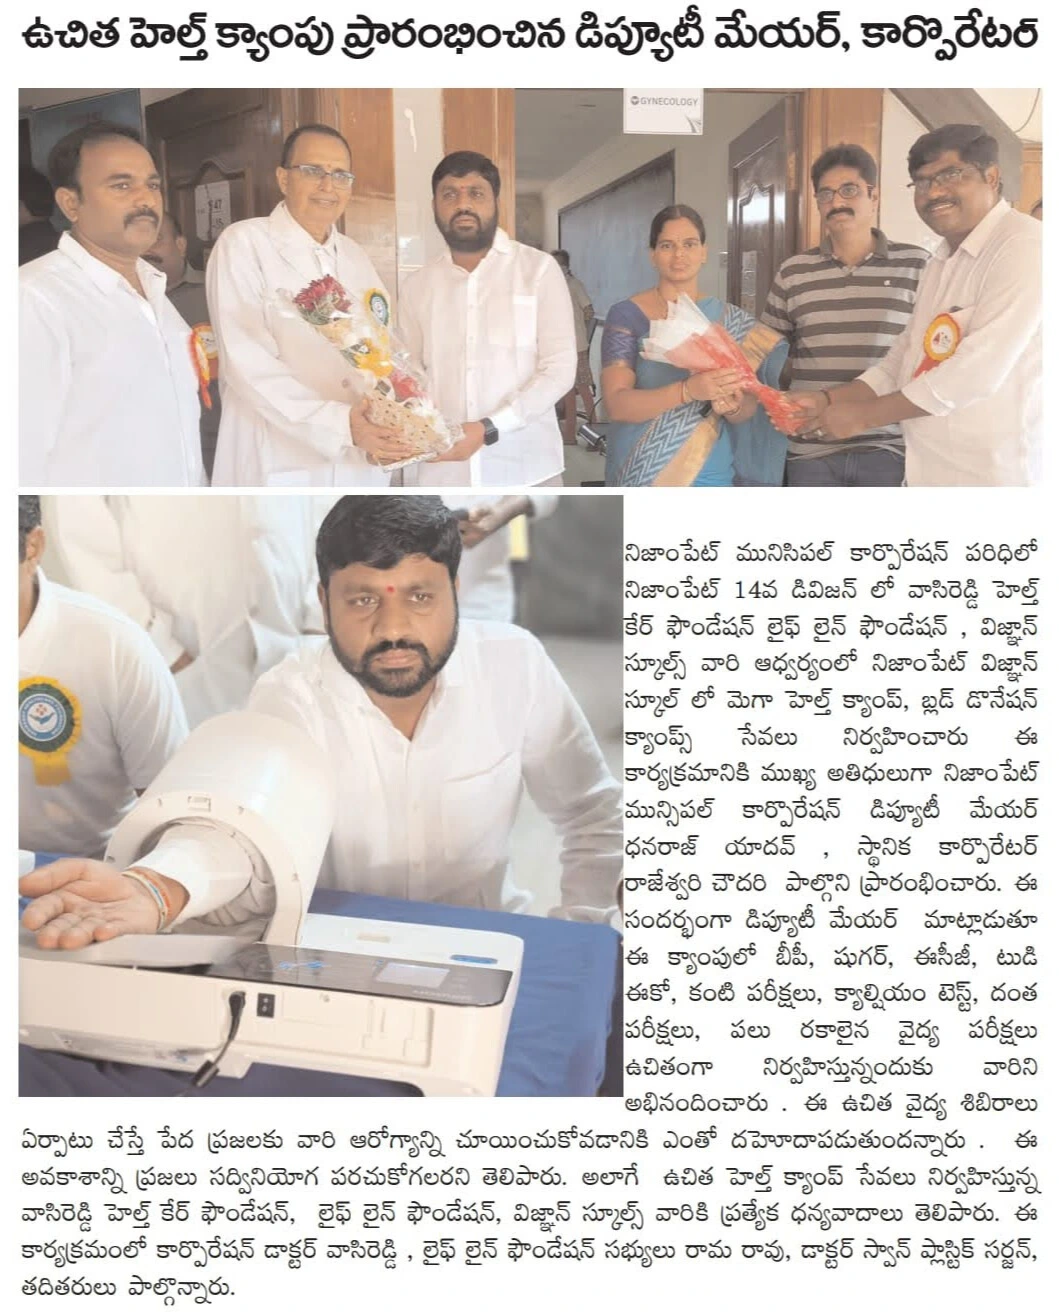 ఉచిత హెల్త్ క్యాంపు ప్రారంభించిన డిప్యూటీ మేయర్, కార్పొరేటర్
GYNECOLOGY
47
నిజాంపేట్ మునిసిపల్ కార్పొరేషన్ పరిధిలో
నిజాంపేట్ 14వ డివిజన్ లో వాసిరెడ్డి హెల్త్
కేర్ ఫౌండేషన్ లైఫ్ లైన్ ఫౌండేషన్ , విజ్ఞాన్
స్కూల్స్ వారి ఆధ్వర్యంలో నిజాంపేట్ విజ్ఞాన్
స్కూల్ లో మెగా హెల్త్ క్యాంప్, బ్లడ్ డొనేషన్
క్యాంప్స్ సేవలు నిర్వహించారు ఈ
కార్యక్రమానికి ముఖ్య అతిధులుగా నిజాంపేట్
మున్సిపల్ కార్పొరేషన్ డిప్యూటీ మేయర్
ధనరాజ్ యాదవ్ , స్థానిక కార్పొరేటర్
రాజేశ్వరి చౌదరి పాల్గొని ప్రారంభించారు. ఈ
సందర్భంగా డిప్యూటీ మేయర్ మాట్లాడుతూ
ఈ క్యాంపులో బీపీ, షుగర్, ఈసీజీ, టుడి
ఈకో, కంటి పరీక్షలు, క్యాల్షియం టెస్ట్, దంత
పరీక్షలు, పలు రకాలైన వైద్య పరీక్షలు
ఉచితంగా నిర్వహిస్తున్నందుకు వారిని
అభినందించారు . ఈ ఉచిత వైద్య శిబిరాలు
ఏర్పాటు చేస్తే పేద ప్రజలకు వారి ఆరోగ్యాన్ని చూయించుకోవడానికి ఎంతో దహెూదాపడుతుందన్నారు . ఈ
అవకాశాన్ని ప్రజలు సద్వినియోగ పరచుకోగలరని తెలిపారు. అలాగే ఉచిత హెల్త్ క్యాంప్ సేవలు నిర్వహిస్తున్న
వాసిరెడ్డి హెల్త్ కేర్ ఫౌండేషన్, లైఫ్ లైన్ ఫౌండేషన్, విజ్ఞాన్ స్కూల్స్ వారికి ప్రత్యేక ధన్యవాదాలు తెలిపారు. ఈ
కార్యక్రమంలో కార్పొరేషన్ డాక్టర్ వాసిరెడ్డి , లైఫ్ లైన్ ఫౌండేషన్ సభ్యులు రామ రావు, డాక్టర్ స్వాన్ ప్లాస్టిక్ సర్జన్,
తదితరులు పాల్గొన్నారు.